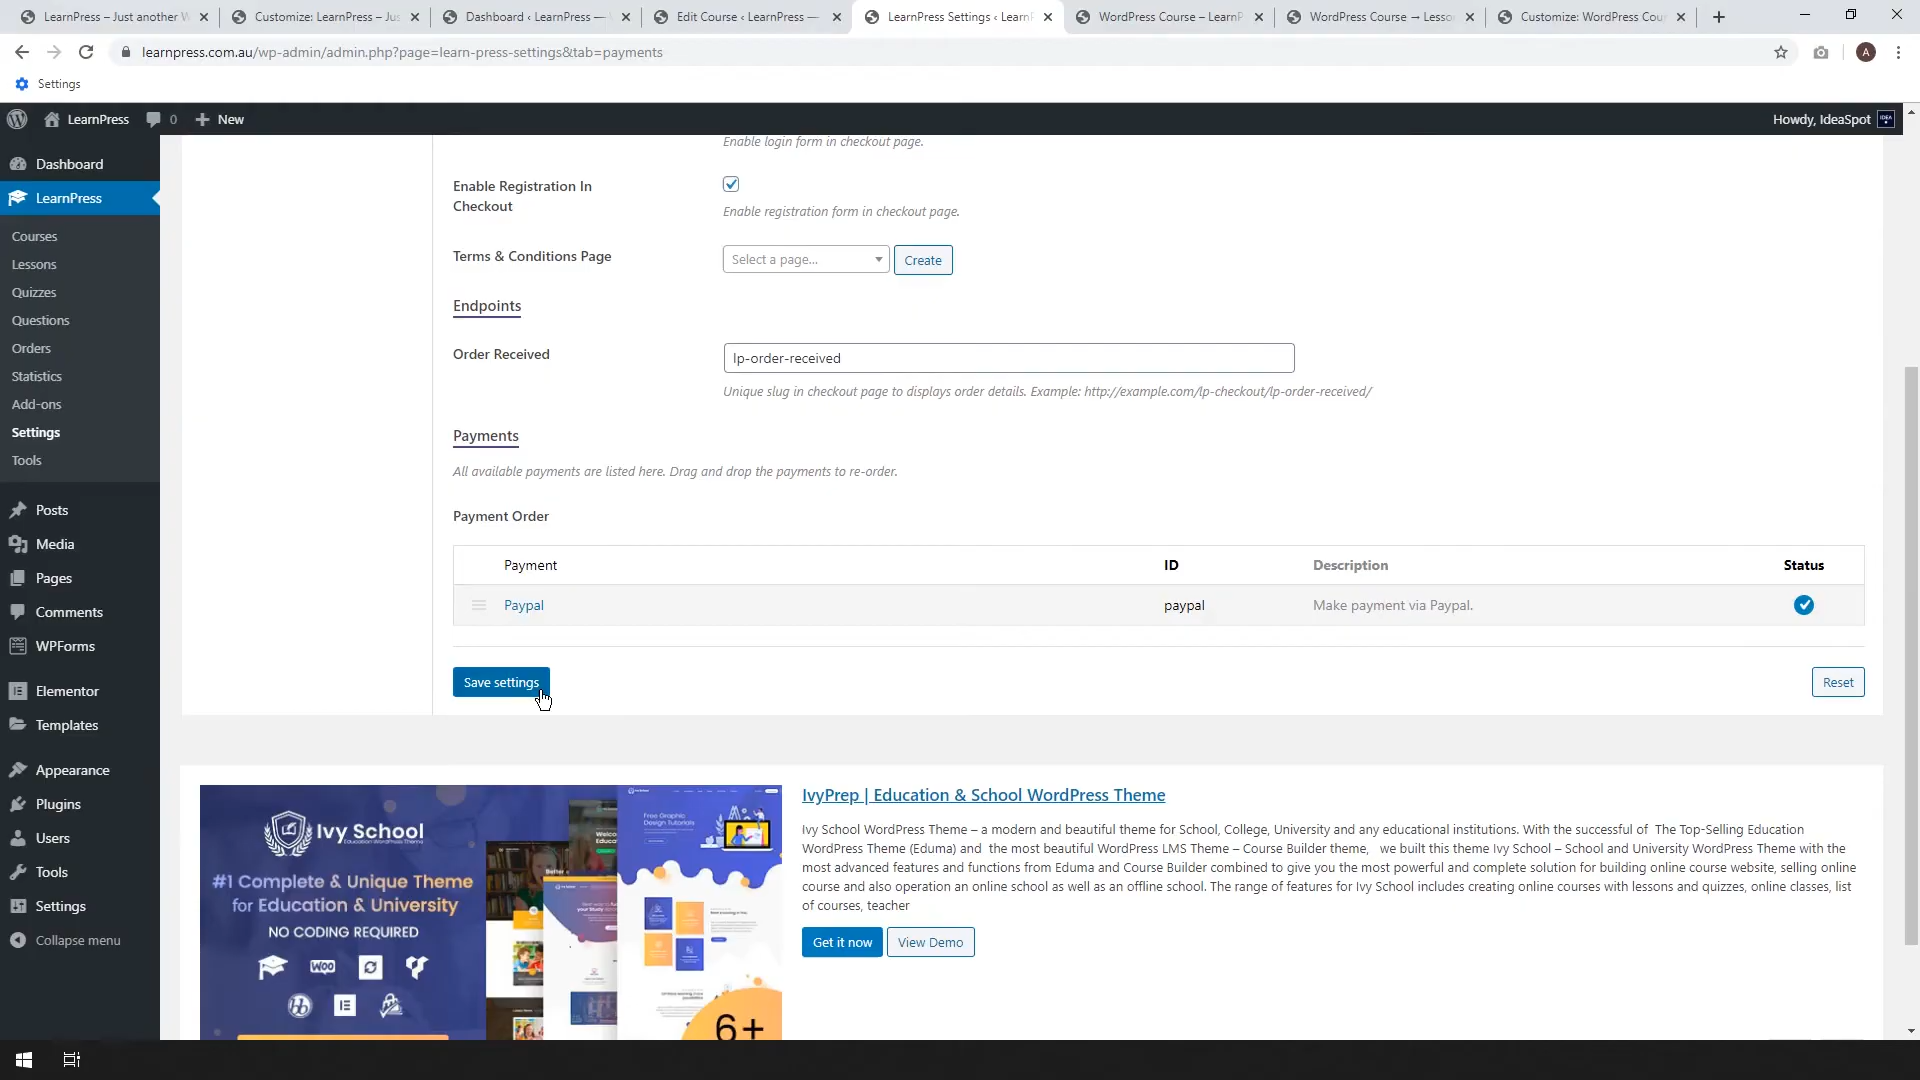 LearnPress – Just another W
Customize: LearnPress – Jus
Dashboard ‹ LearnPress —
Edit Course ‹ LearnPress —
LearnPress Settings ‹ Learn
WordPress Course – LearnP
WordPress Course → Lesso
Customize: WordPress Cou
learnpress.com.au/wp-admin/admin.php?page=learn-press-settings&tab=payments
A
Settings
LearnPress
0
New
Howdy, IdeaSpot
Dashboard
LearnPress
Courses
Lessons
Quizzes
Questions
Orders
Statistics
Add-ons
Settings
Tools
Posts
Media
Pages
Comments
WPForms
Elementor
Templates
Appearance
Plugins
Users
Tools
Settings
Collapse menu
Enable login form in checkout page.
Enable Registration In
Checkout
Enable registration form in checkout page.
Terms & Conditions Page
Select a page...
Create
Endpoints
Order Received
lp-order-received
Unique slug in checkout page to displays order details. Example: http://example.com/lp-checkout/lp-order-received/
Payments
All available payments are listed here. Drag and drop the payments to re-order.
Payment Order
Payment ID Description Status
Paypal paypal Make payment via Paypal.
Save settings
Reset
Ivy School
Education WordPress Theme
#1 Complete & Unique Theme
for Education & University
NO CODING REQUIRED
WOO
Free Graphic
Design Tutorials
6+
IvyPrep | Education & School WordPress Theme
Ivy School WordPress Theme – a modern and beautiful theme for School, College, University and any educational institutions. With the successful of The Top-Selling Education
WordPress Theme (Eduma) and the most beautiful WordPress LMS Theme – Course Builder theme, we built this theme Ivy School – School and University WordPress Theme with the
most advanced features and functions from Eduma and Course Builder combined to give you the most powerful and complete solution for building online course website, selling online
course and also operation an online school as well as an offline school. The range of features for Ivy School includes creating online courses with lessons and quizzes, online classes, list
of courses, teacher
Get it now
View Demo